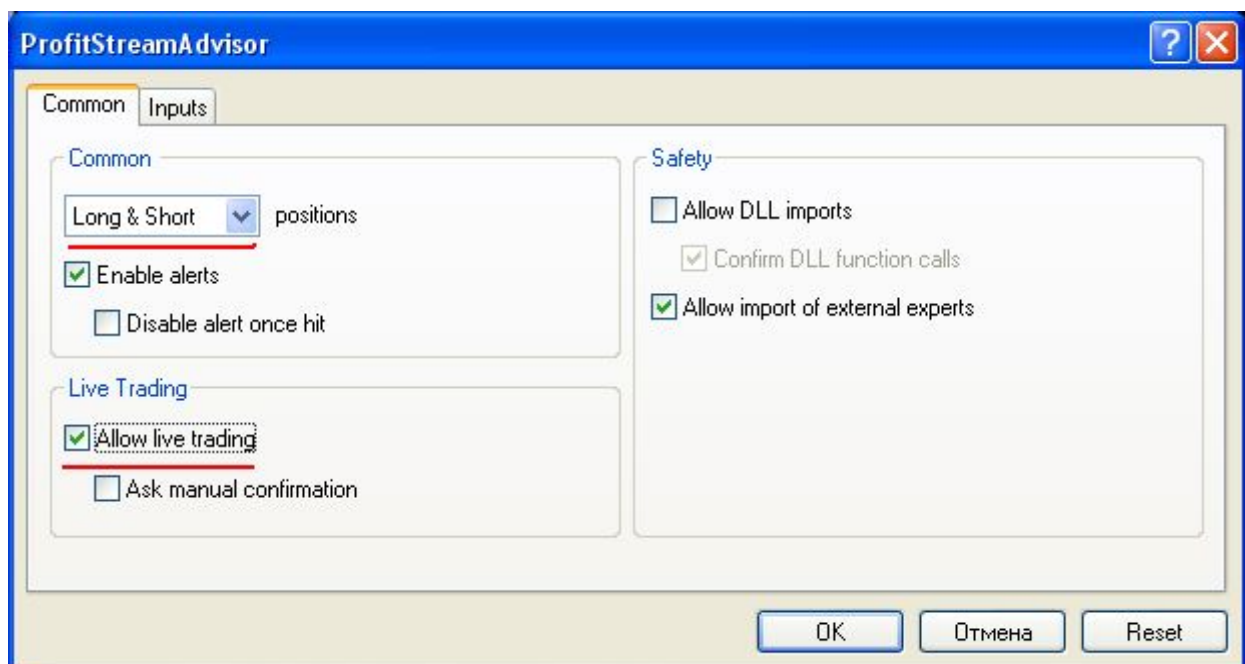 ProfitStreamAdvisor
Common Inputs
Common
Long & Short positions
Enable alerts
Disable alert once hit
Live Trading
Allow live trading
Ask manual confirmation
Safety
Allow DLL imports
Confirm DLL function calls
Allow import of external experts
OK Отмена Reset